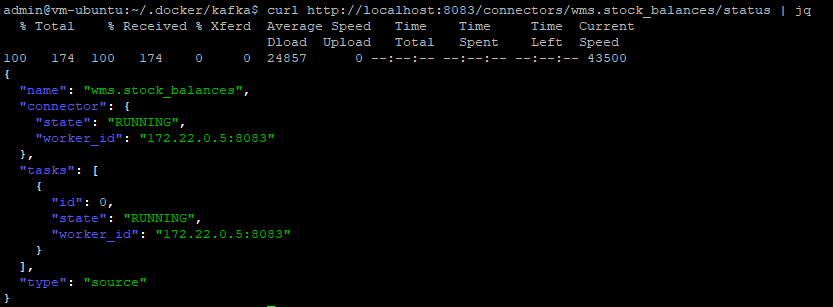 admin@vm-ubuntu:~/.docker/kafka$ curl http://localhost:8083/connectors/wms.stock_balances/status | jq
  % Total    % Received % Xferd  Average Speed   Time    Time     Time  Current
                                 Dload  Upload   Total   Spent    Left  Speed
100   174  100   174    0     0  24857      0 --:--:-- --:--:-- --:--:-- 43500
{
  "name": "wms.stock_balances",
  "connector": {
    "state": "RUNNING",
    "worker_id": "172.22.0.5:8083"
  },
  "tasks": [
    {
      "id": 0,
      "state": "RUNNING",
      "worker_id": "172.22.0.5:8083"
    }
  ],
  "type": "source"
}